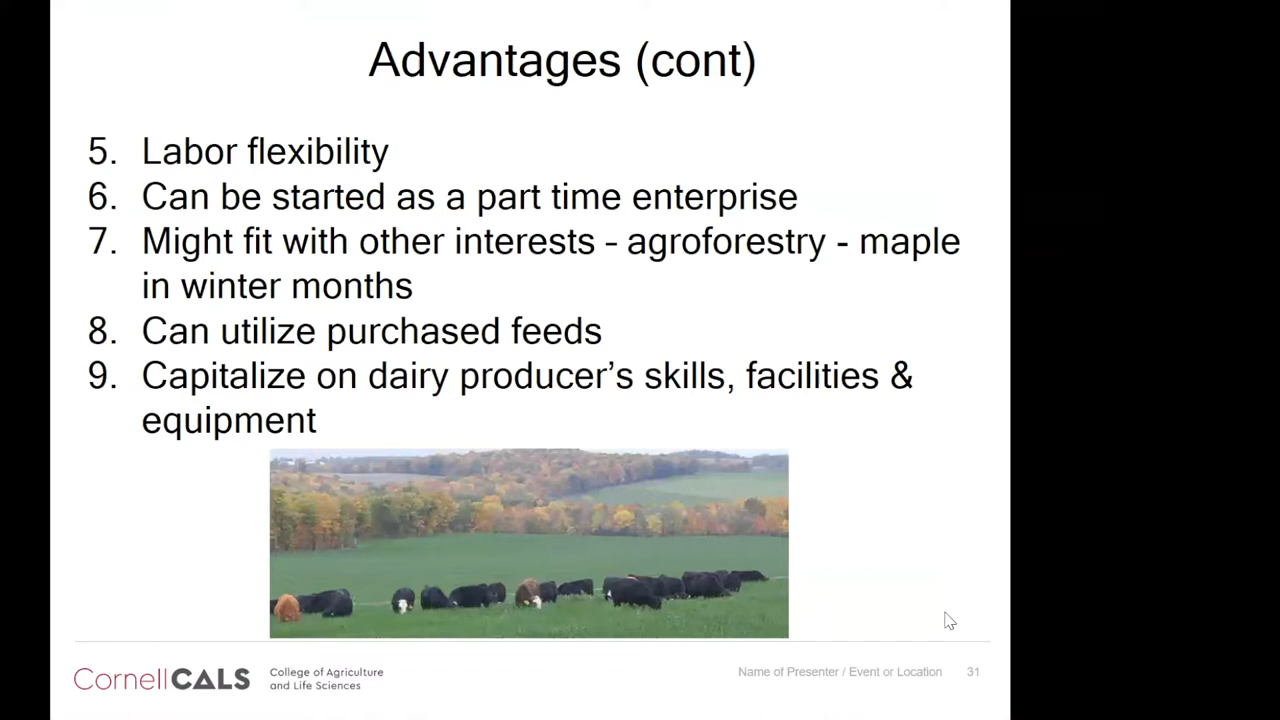 Advantages (cont)
5. Labor flexibility
6. Can be started as a part time enterprise
7. Might fit with other interests - agroforestry - maple
in winter months
8. Can utilize purchased feeds
9. Capitalize on dairy producer’s skills, facilities &
equipment
CornellCALS
College of Agriculture
and Life Sciences
Name of Presenter / Event or Location 31